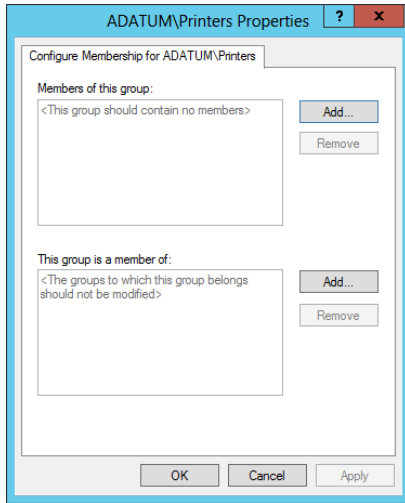 ADATUM\Printers Properties
?
x
Configure Membership for ADATUM\Printers
Members of this group:
<This group should contain no members>
Add...
Remove
This group is a member of:
<The groups to which this group belongs
should not be modified>
Add...
Remove
OK
Cancel
Apply